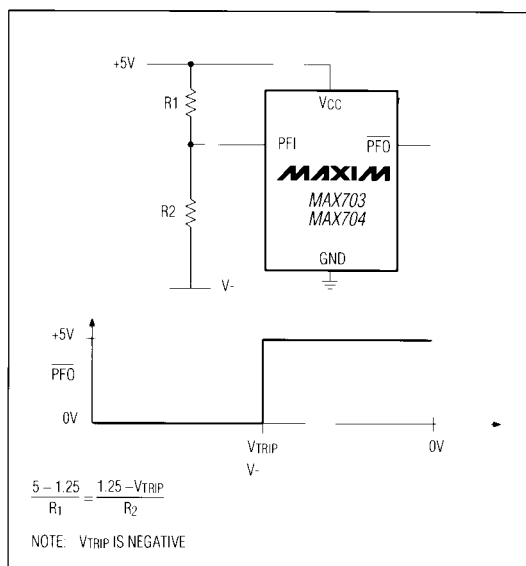 +5V
R1
VCC
PFI
PFO
MAXIM
MAX703
MAX704
R2
GND
V-
+5V
PFO
0V
VTRIP
0V
V-
5 – 1.25 / R1 = 1.25 – VTRIP / R2
NOTE: VTRIP IS NEGATIVE